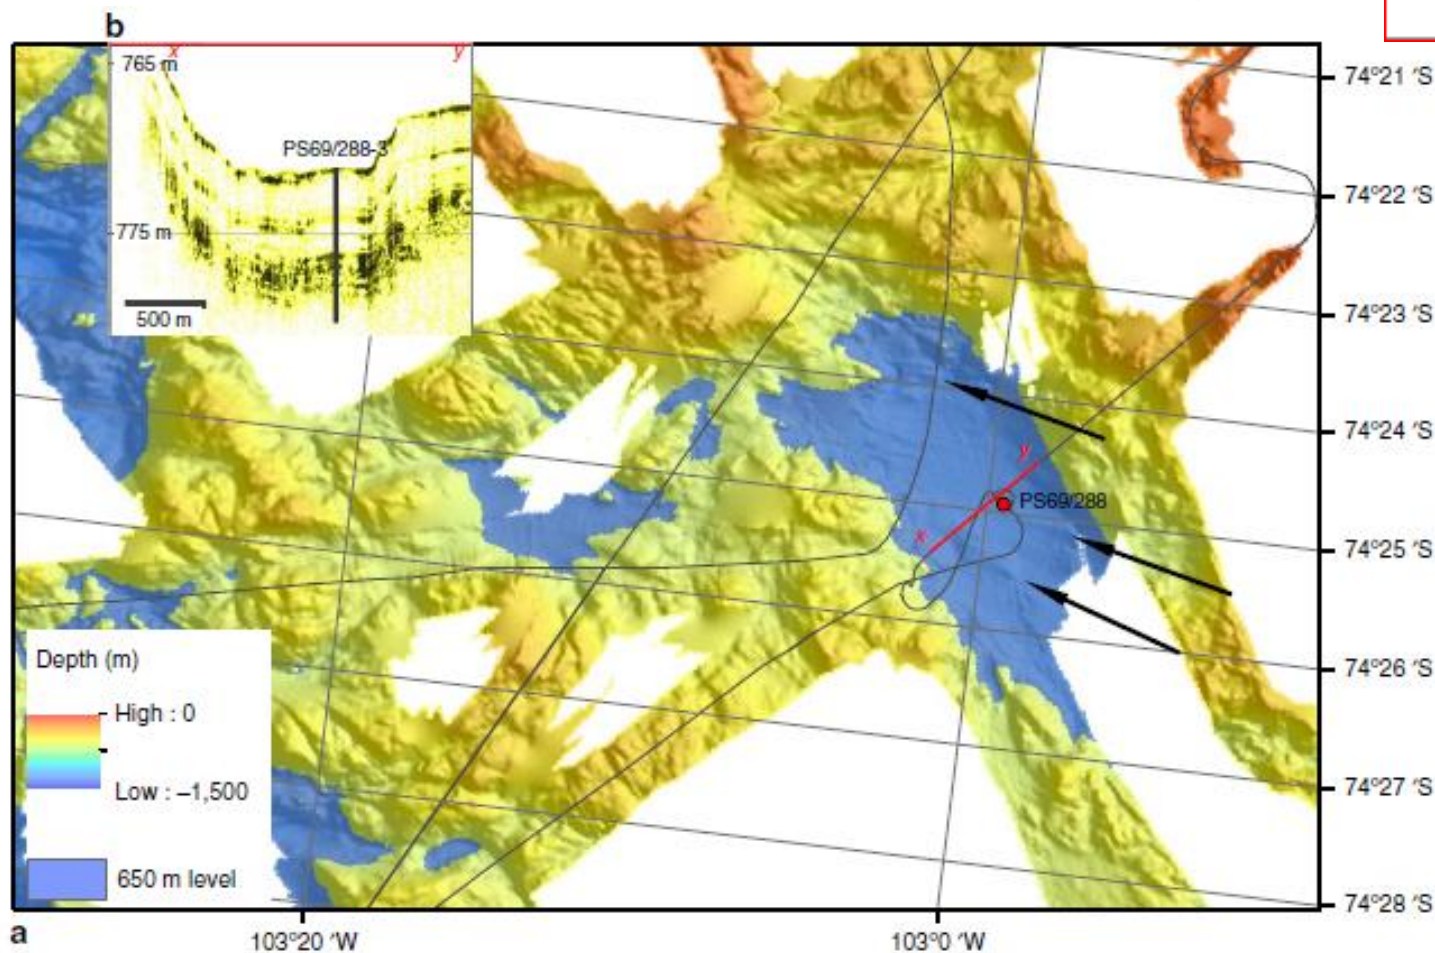 b
x
y
765 m
PS69/288-3
775 m
500 m
74°21 ′S
74°22 ′S
74°23 ′S
74°24 ′S
y
PS69/288
x
74°25 ′S
74°26 ′S
Depth (m)
High : 0
Low : –1,500
74°27 ′S
650 m level
74°28 ′S
a
103°20 ′W
103°0 ′W